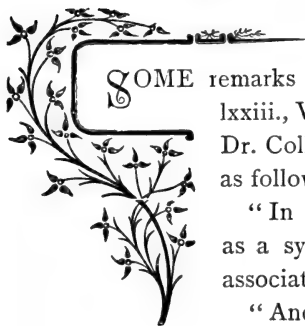 SOME remarks
lxxiii., V
Dr. Col
as follow
“ In
as a sy
associat
“ And